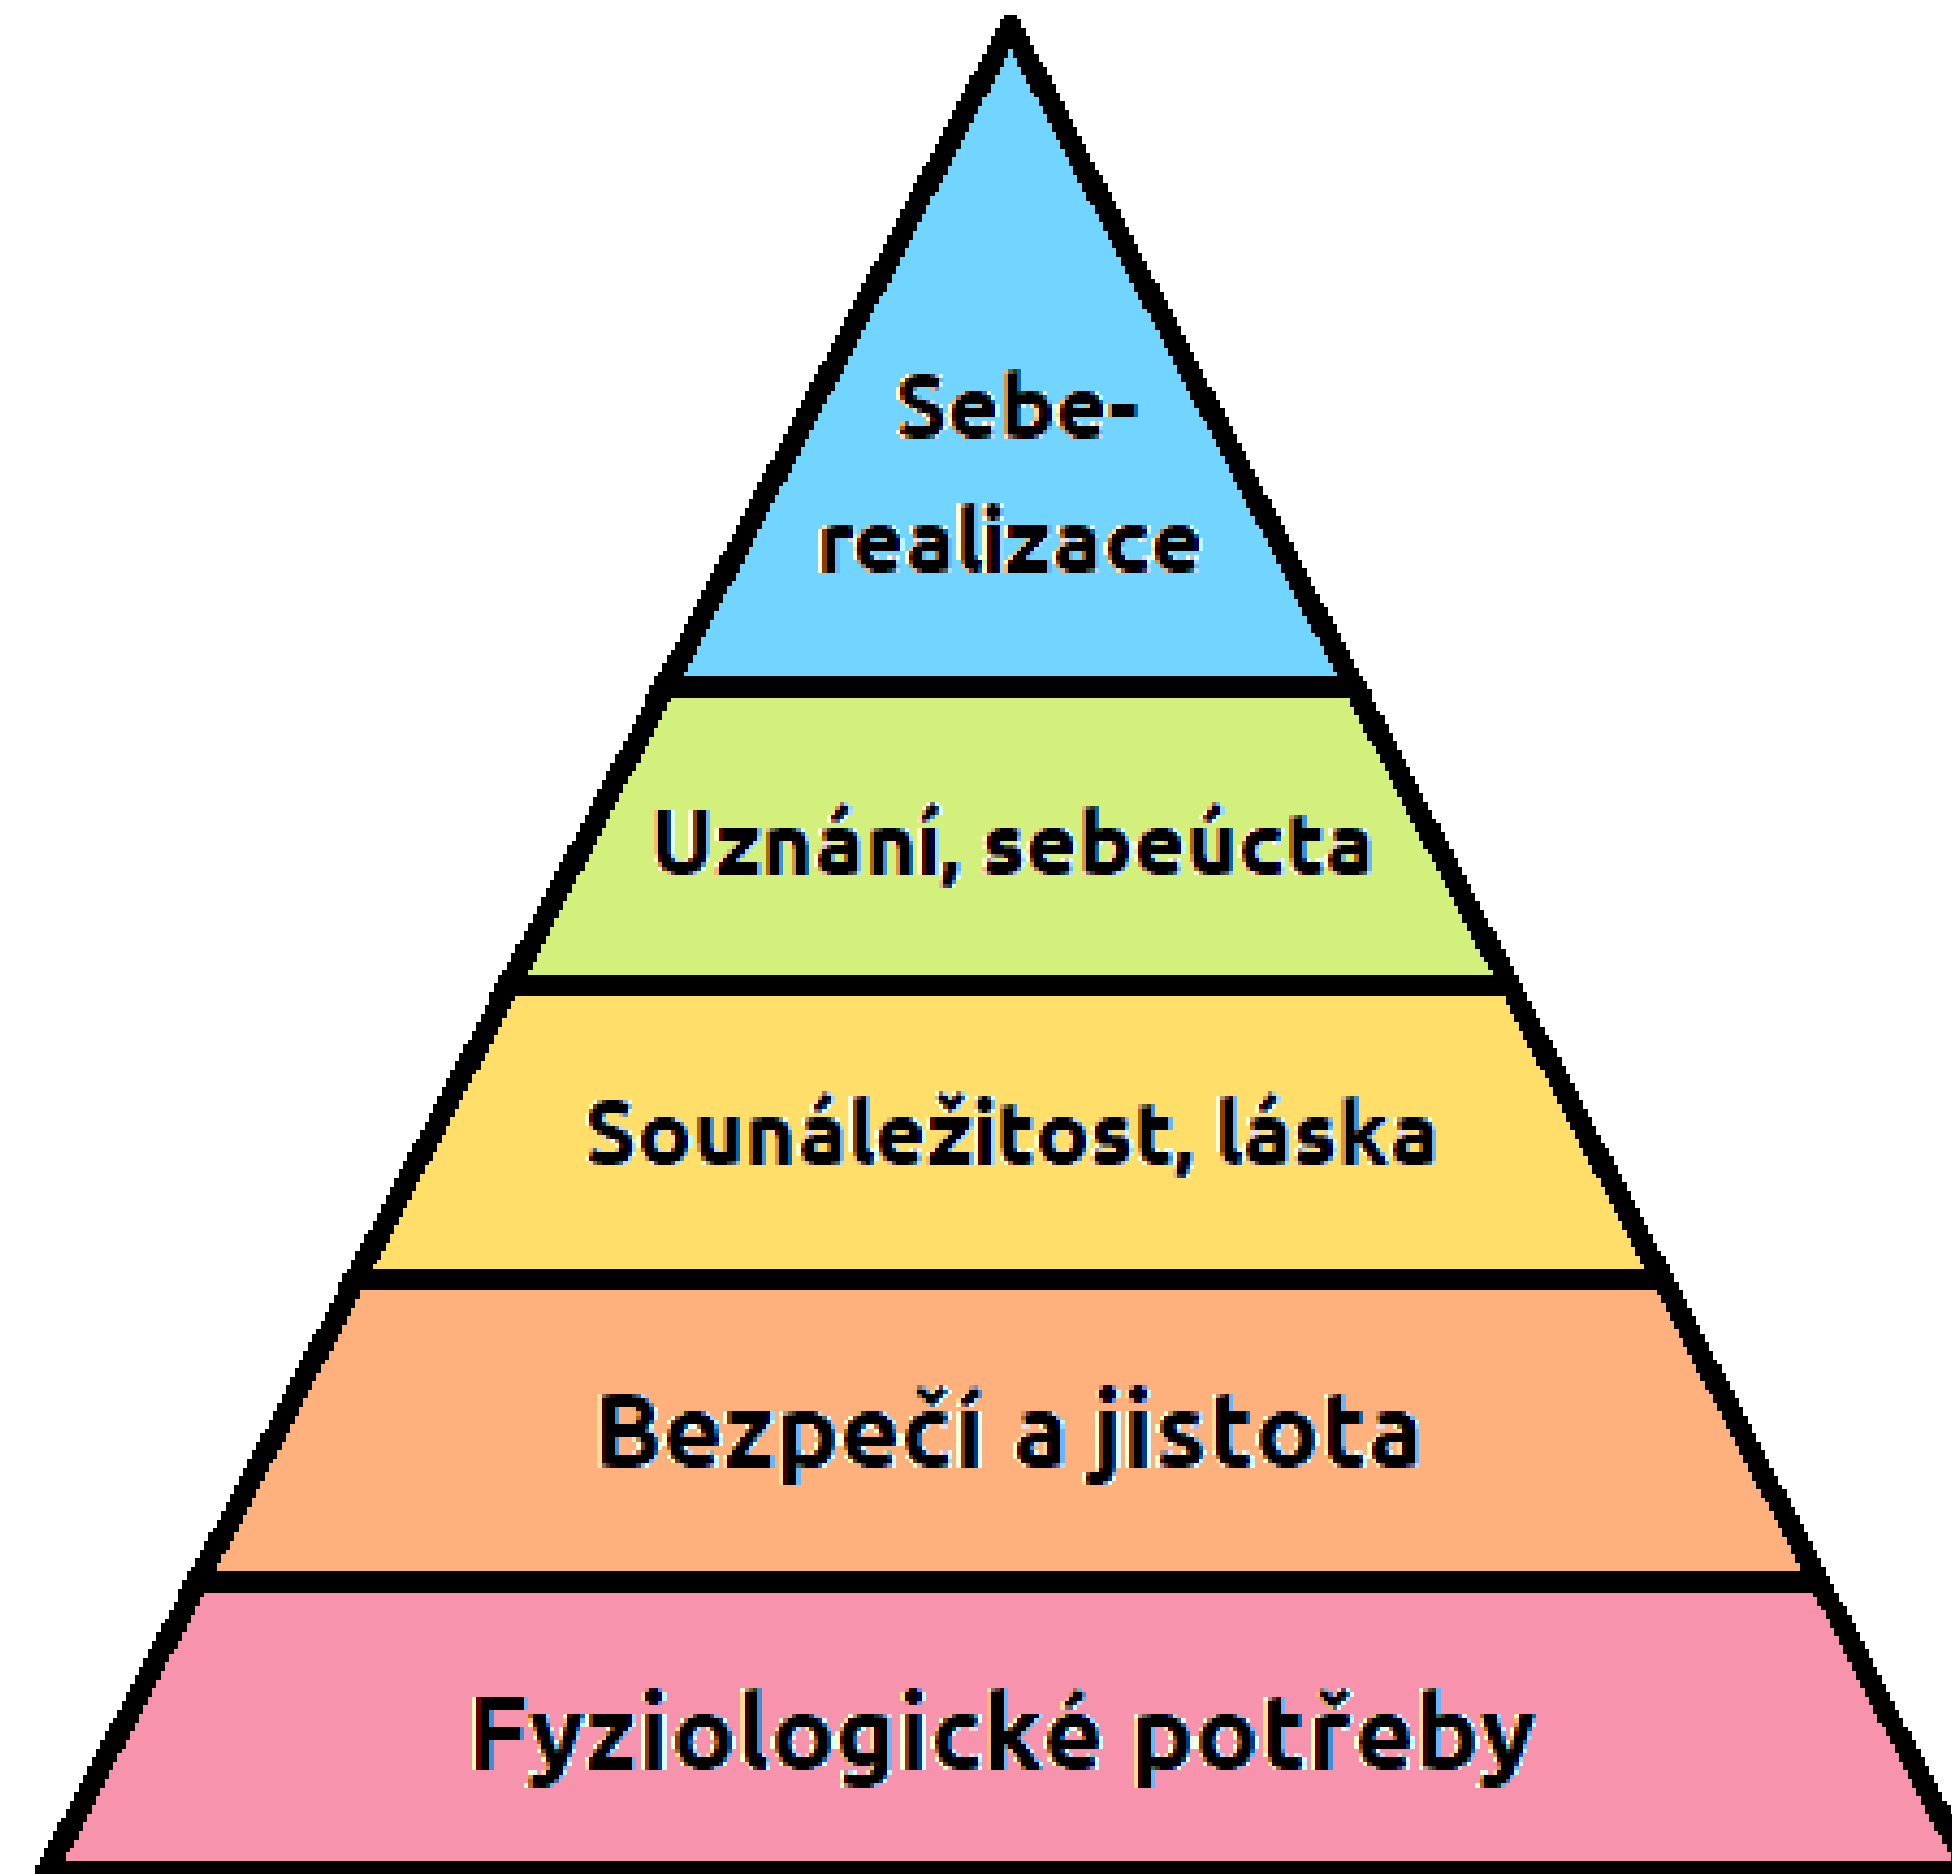 Sebe-
realizace
Uznání, sebeúcta
Sounáležitost, láska
Bezpečí a jistota
Fyziologické potřeby